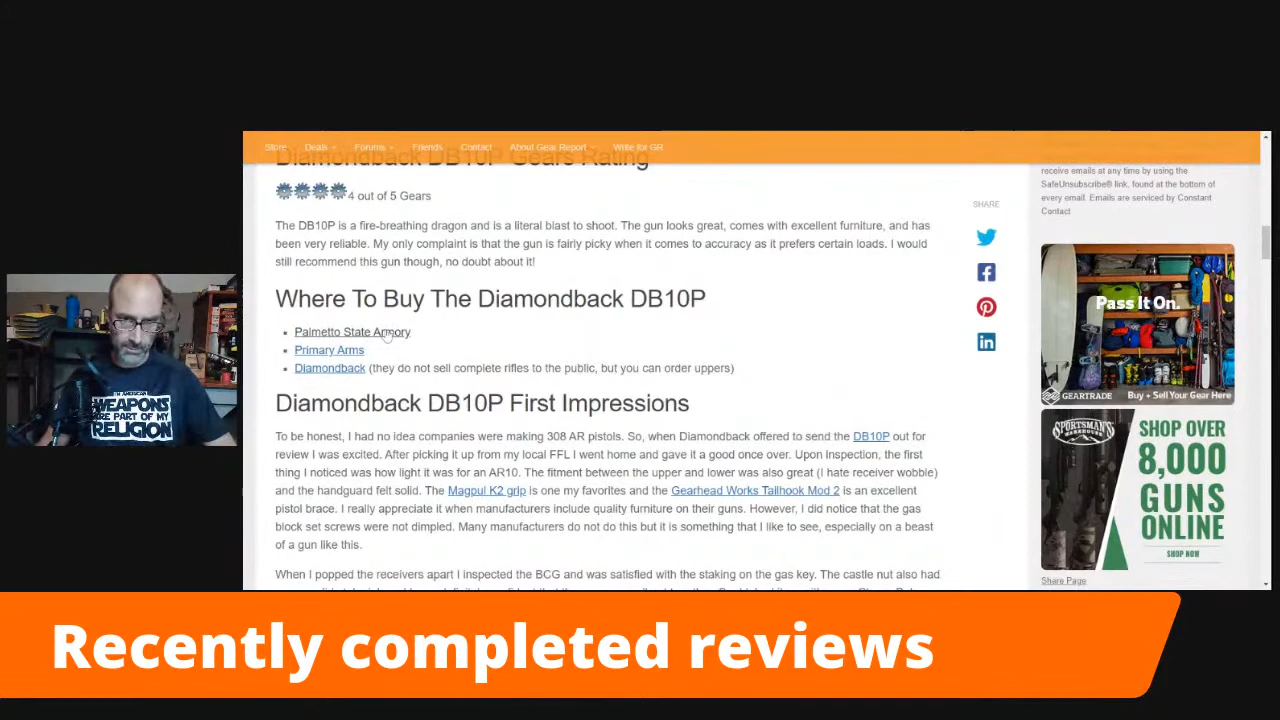 Store Deals Forums Friends Contact About Gear Report Write for GR
Diamondback DB10P Gears Rating
4 out of 5 Gears
The DB10P is a fire-breathing dragon and is a literal blast to shoot. The gun looks great, comes with excellent furniture, and has
been very reliable. My only complaint is that the gun is fairly picky when it comes to accuracy as it prefers certain loads. I would
still recommend this gun though, no doubt about it!
Where To Buy The Diamondback DB10P
Palmetto State Armory
Primary Arms
Diamondback (they do not sell complete rifles to the public, but you can order uppers)
Diamondback DB10P First Impressions
To be honest, I had no idea companies were making 308 AR pistols. So, when Diamondback offered to send the DB10P out for
review I was excited. After picking it up from my local FFL I went home and gave it a good once over. Upon inspection, the first
thing I noticed was how light it was for an AR10. The fitment between the upper and lower was also great (I hate receiver wobble)
and the handguard felt solid. The Magpul K2 grip is one my favorites and the Gearhead Works Tailhook Mod 2 is an excellent
pistol brace. I really appreciate it when manufacturers include quality furniture on their guns. However, I did notice that the gas
block set screws were not dimpled. Many manufacturers do not do this but it is something that I like to see, especially on a beast
of a gun like this.
When I popped the receivers apart I inspected the BCG and was satisfied with the staking on the gas key. The castle nut also had
SHARE
receive emails at any time by using the
SafeUnsubscribe® link, found at the bottom of
every email. Emails are serviced by Constant
Contact
Pass It On.
GEARTRADE Buy + Sell Your Gear Here
SPORTSMAN'S
WAREHOUSE
SHOP OVER
8,000
GUNS
ONLINE
SHOP NOW
Share Page
WEAPONS
ARE PART OF MY
RELIGION
Recently completed reviews